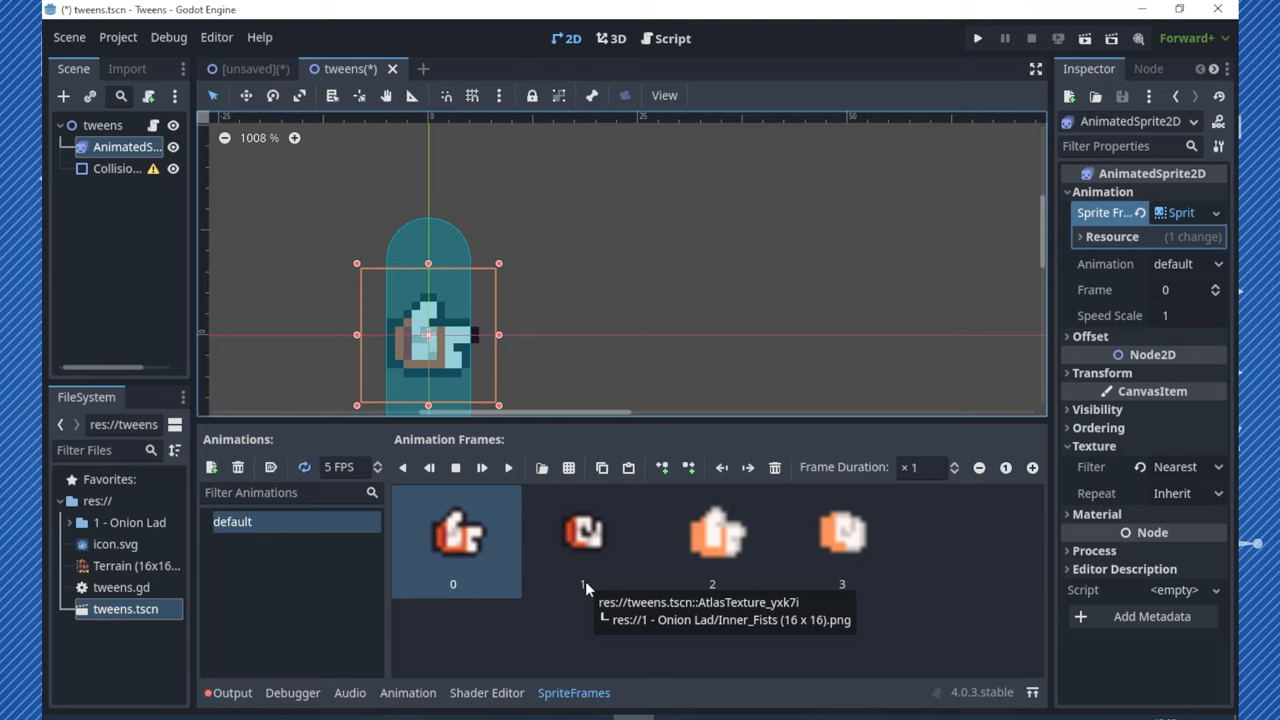 (*) tweens.tscn - Tweens - Godot Engine
Scene Project Debug Editor Help
2D 3D Script
Forward+
Scene Import
[unsaved](*) tweens(*)
Inspector Node
View
AnimatedSprite2D
Filter Properties
tweens
AnimatedS...
Collisio...
-25 0 25 50
1008 %
0
AnimatedSprite2D
Animation
Sprite Fr... Sprit
Resource (1 change)
Animation default
Frame 0
Speed Scale 1
Offset
Node2D
Transform
CanvasItem
Visibility
Ordering
Texture
Filter Nearest
Repeat Inherit
Material
Node
Process
Editor Description
Script <empty>
Add Metadata
FileSystem
res://tweens
Filter Files
Favorites:
res://
1 - Onion Lad
icon.svg
Terrain (16x16...
tweens.gd
tweens.tscn
Animations: Animation Frames:
5 FPS
Frame Duration: × 1
Filter Animations
default
0 1 2 3
res://tweens.tscn::AtlasTexture_yxk7i
res://1 - Onion Lad/Inner_Fists (16 x 16).png
Output Debugger Audio Animation Shader Editor SpriteFrames
4.0.3.stable